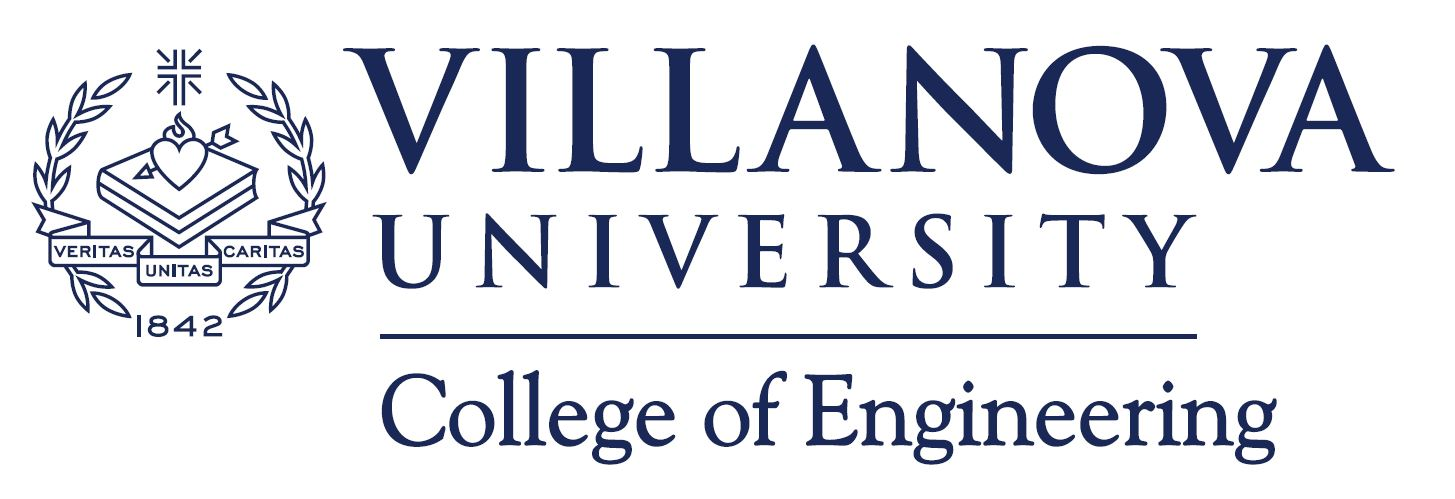 VERITAS
UNITAS
CARITAS
1842
VILLANOVA
UNIVERSITY
College of Engineering